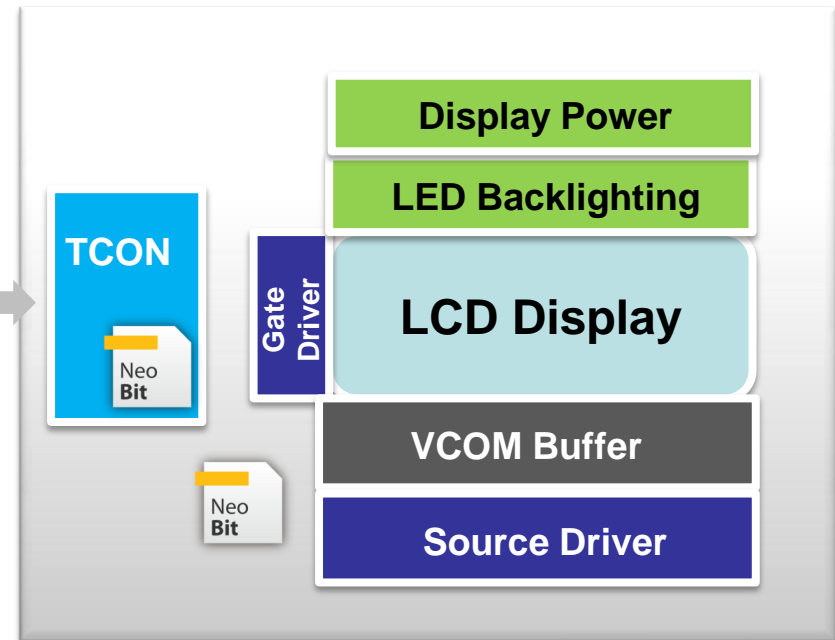 Display Power
LED Backlighting
TCON
Neo
Bit
Gate
Driver
LCD Display
VCOM Buffer
Neo
Bit
Source Driver